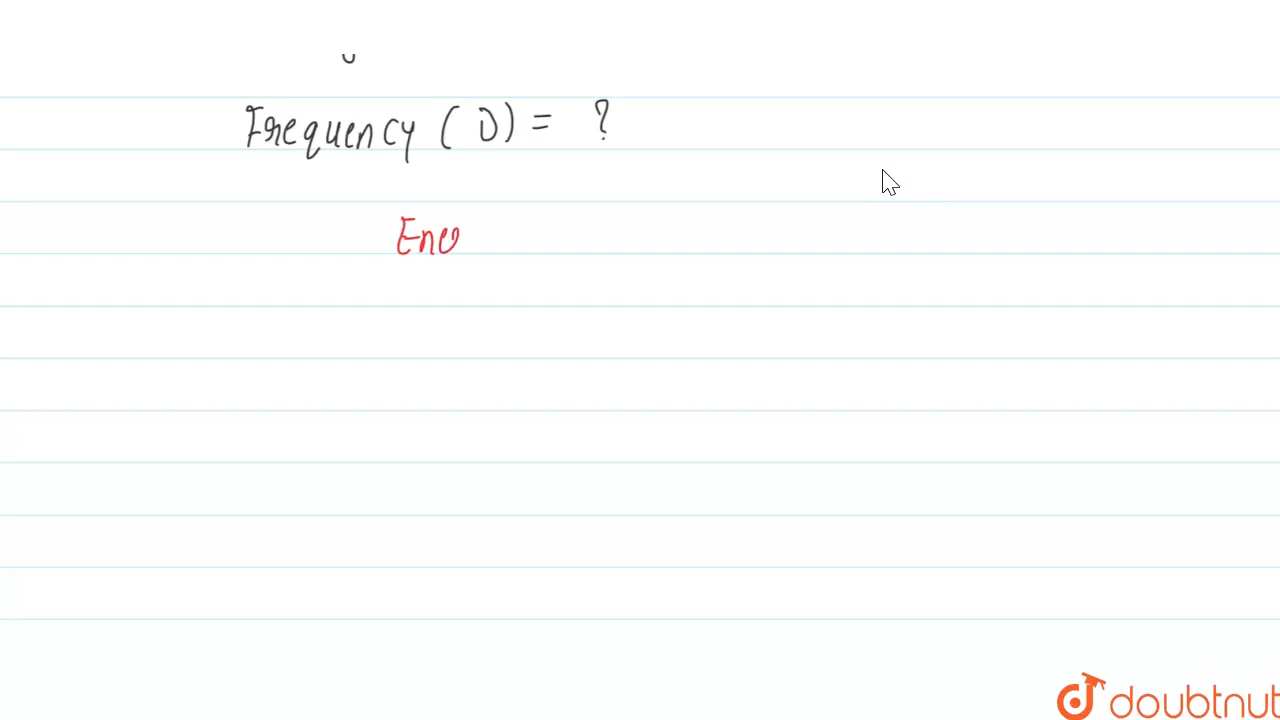 Frequency ( υ ) = ?
Ene
doubtnut